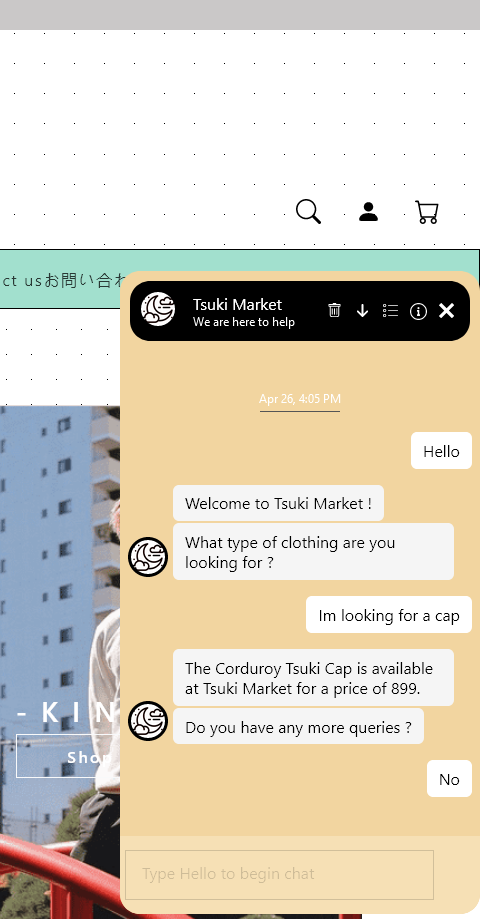 ct usお問い合わ
Tsuki Market
We are here to help
Apr 26, 4:05 PM
Hello
Welcome to Tsuki Market !
What type of clothing are you
looking for ?
Im looking for a cap
The Corduroy Tsuki Cap is available
at Tsuki Market for a price of 899.
Do you have any more queries ?
- K I N
Shop
No
Type Hello to begin chat